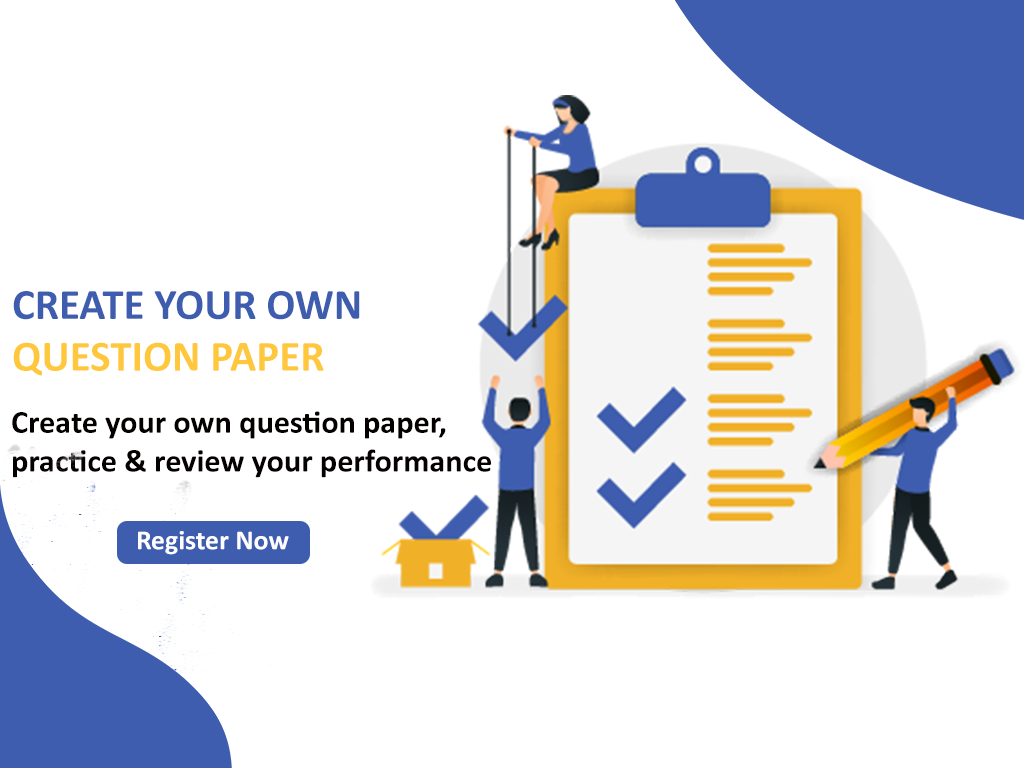 CREATE YOUR OWN
QUESTION PAPER
Create your own question paper,
practice & review your performance
Register Now